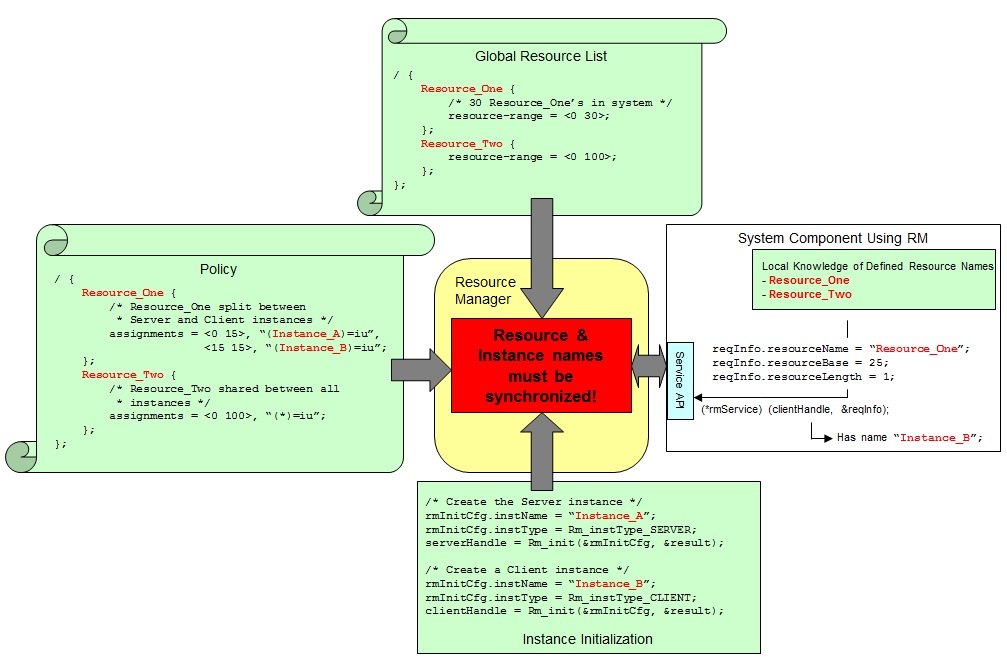 Global Resource List
/ {
Resource_One {
/* 30 Resource_One's in system */
resource-range = <0 30>;
};
Resource_Two {
resource-range = <0 100>;
};
};
Policy
/ {
Resource_One {
/* Resource_One split between
* Server and Client instances */
assignments = <0 15>, “(Instance_A)=iu”,
<15 15>, “(Instance_B)=iu”;
};
Resource_Two {
/* Resource_Two shared between all
* instances */
assignments = <0 100>, “(*)=iu”;
};
};
Resource
Manager
Resource &
Instance names
must be
synchronized!
System Component Using RM
Local Knowledge of Defined Resource Names
- Resource_One
- Resource_Two
reqInfo.resourceName = “Resource_One”;
reqInfo.resourceBase = 25;
reqInfo.resourceLength = 1;
Service API
(*rmService) (clientHandle, &reqInfo);
Has name “Instance_B”;
/* Create the Server instance */
rmInitCfg.instName = “Instance_A”;
rmInitCfg.instType = Rm_instType_SERVER;
serverHandle = Rm_init(&rmInitCfg, &result);
/* Create a Client instance */
rmInitCfg.instName = “Instance_B”;
rmInitCfg.instType = Rm_instType_CLIENT;
clientHandle = Rm_init(&rmInitCfg, &result);
Instance Initialization